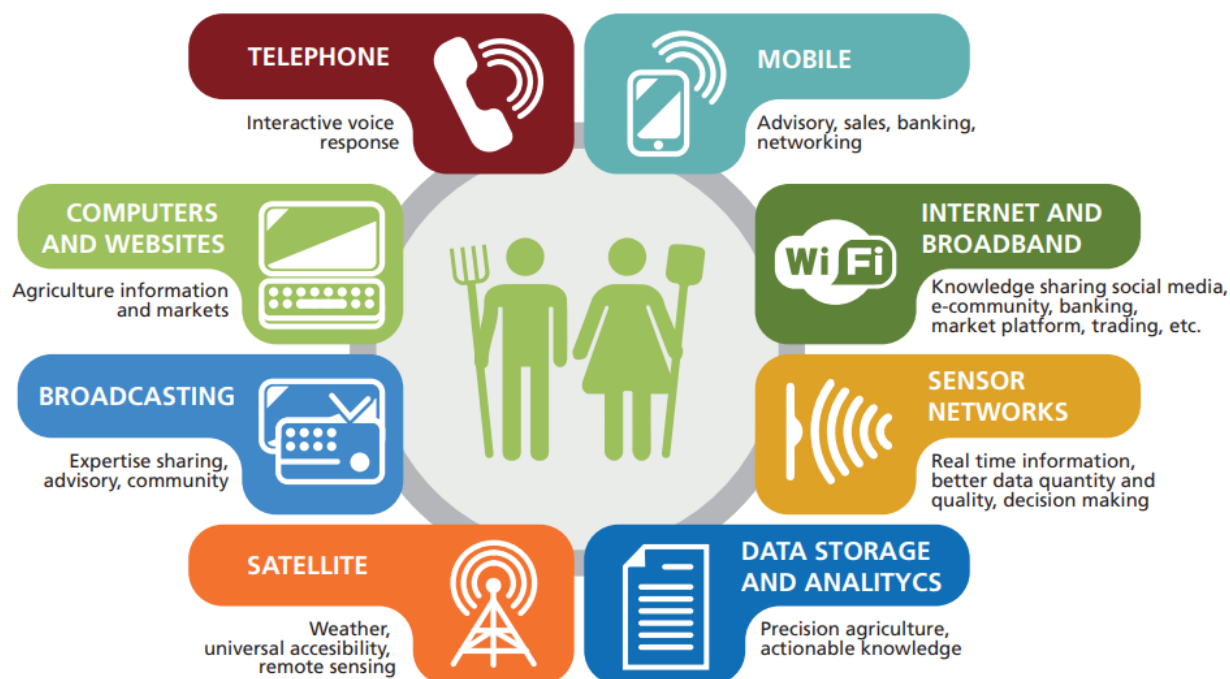 TELEPHONE
Interactive voice
response
MOBILE
Advisory, sales, banking,
networking
COMPUTERS
AND WEBSITES
Agriculture information
and markets
INTERNET AND
BROADBAND
Wi Fi
Knowledge sharing social media,
e-community, banking,
market platform, trading, etc.
BROADCASTING
Expertise sharing,
advisory, community
SENSOR
NETWORKS
Real time information,
better data quantity and
quality, decision making
SATELLITE
Weather,
universal accesibility,
remote sensing
DATA STORAGE
AND ANALITYCS
Precision agriculture,
actionable knowledge